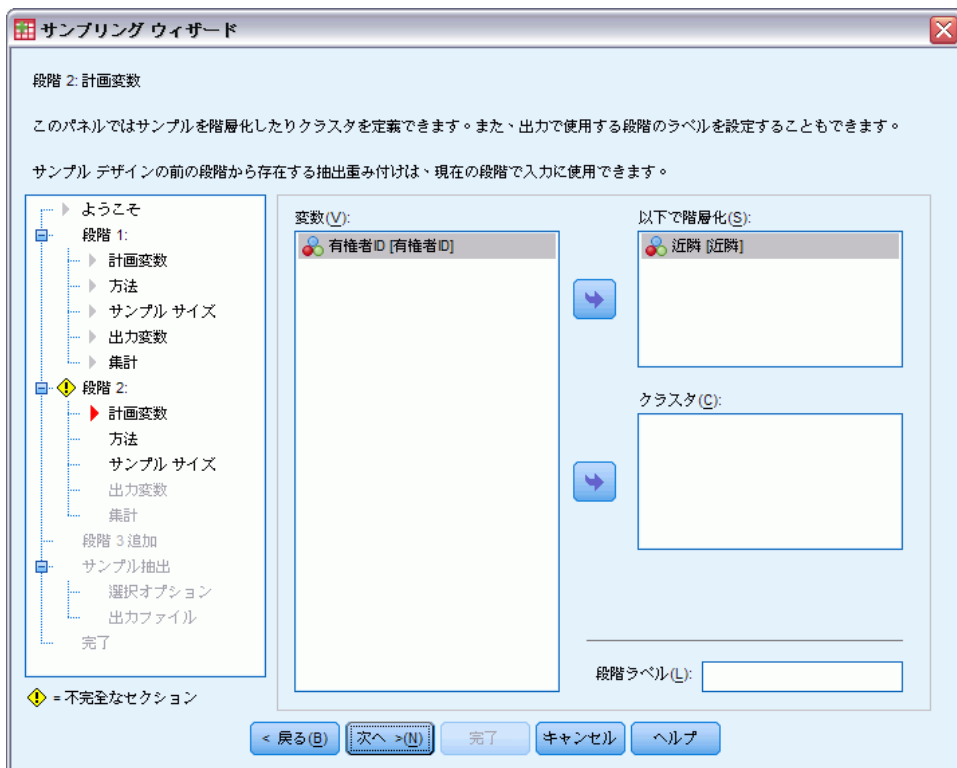 サンプリング ウィザード
段階 2: 計画変数
このパネルではサンプルを階層化したりクラスタを定義できます。また、出力で使用する段階のラベルを設定することもできます。
サンプル デザインの前の段階から存在する抽出重み付けは、現在の段階で入力に使用できます。
ようこそ
段階 1:
計画変数
方法
サンプル サイズ
出力変数
集計
段階 2:
計画変数
方法
サンプル サイズ
出力変数
集計
段階 3 追加
サンプル抽出
選択オプション
出力ファイル
完了
! = 不完全なセクション
変数(V):
有権者ID [有権者ID]
以下で階層化(S):
近隣 [近隣]
クラスタ(C):
段階ラベル(L):
< 戻る(B)
次へ >(N)
完了
キャンセル
ヘルプ